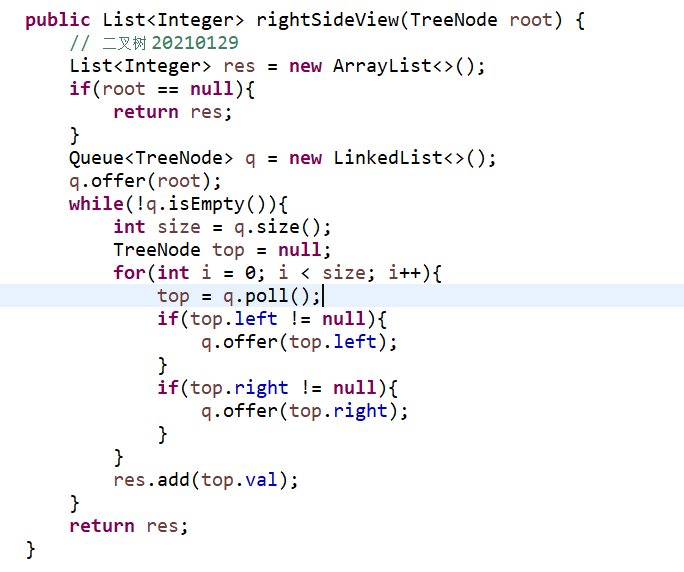 public List<Integer> rightSideView(TreeNode root) {
// 二叉树 20210129
List<Integer> res = new ArrayList<>();
if(root == null){
return res;
}
Queue<TreeNode> q = new LinkedList<>();
q.offer(root);
while(!q.isEmpty()){
int size = q.size();
TreeNode top = null;
for(int i = 0; i < size; i++){
top = q.poll();
if(top.left != null){
q.offer(top.left);
}
if(top.right != null){
q.offer(top.right);
}
}
res.add(top.val);
}
return res;
}